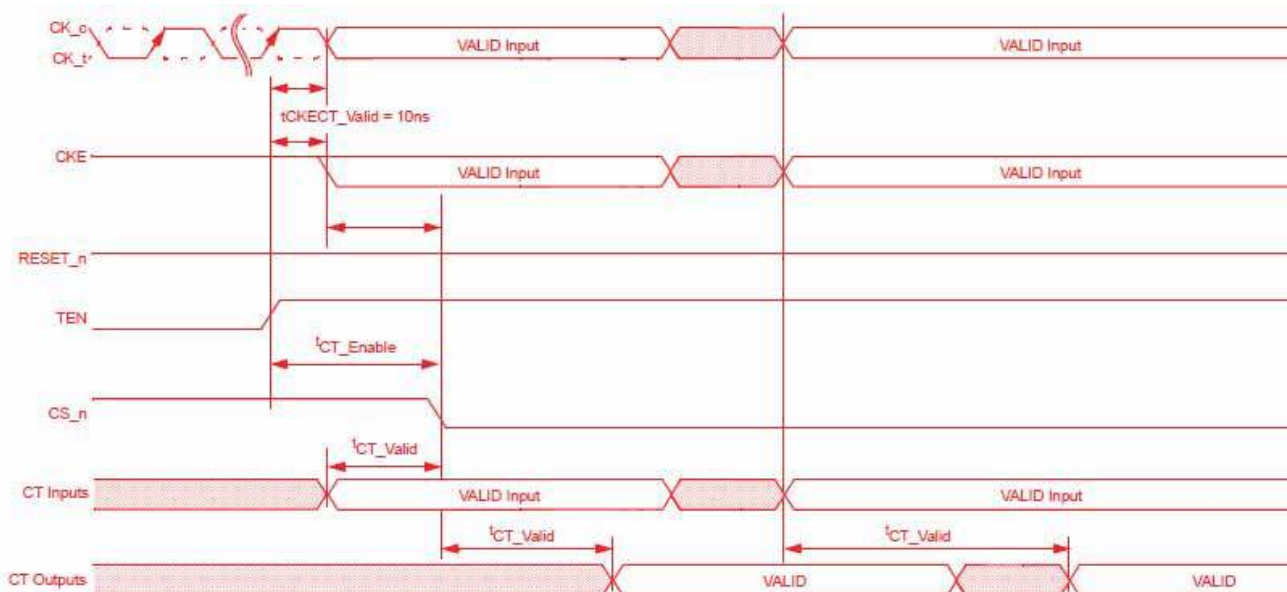 CK_c
VALID Input
VALID Input
CK_t
tCKECT_Valid = 10ns
CKE
VALID Input
VALID Input
RESET_n
TEN
tCT_Enable
CS_n
tCT_Valid
CT Inputs
VALID Input
VALID Input
tCT_Valid
tCT_Valid
CT Outputs
VALID
VALID